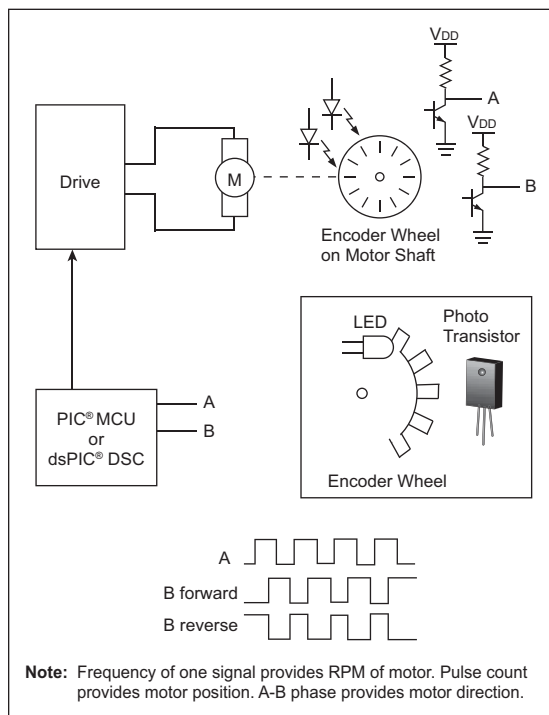 VDD
A
VDD
B
Drive
M
Encoder Wheel
on Motor Shaft
LED
Photo
Transistor
Encoder Wheel
PIC® MCU
or
dsPIC® DSC
A
B
A
B forward
B reverse
Note: Frequency of one signal provides RPM of motor. Pulse count
provides motor position. A-B phase provides motor direction.